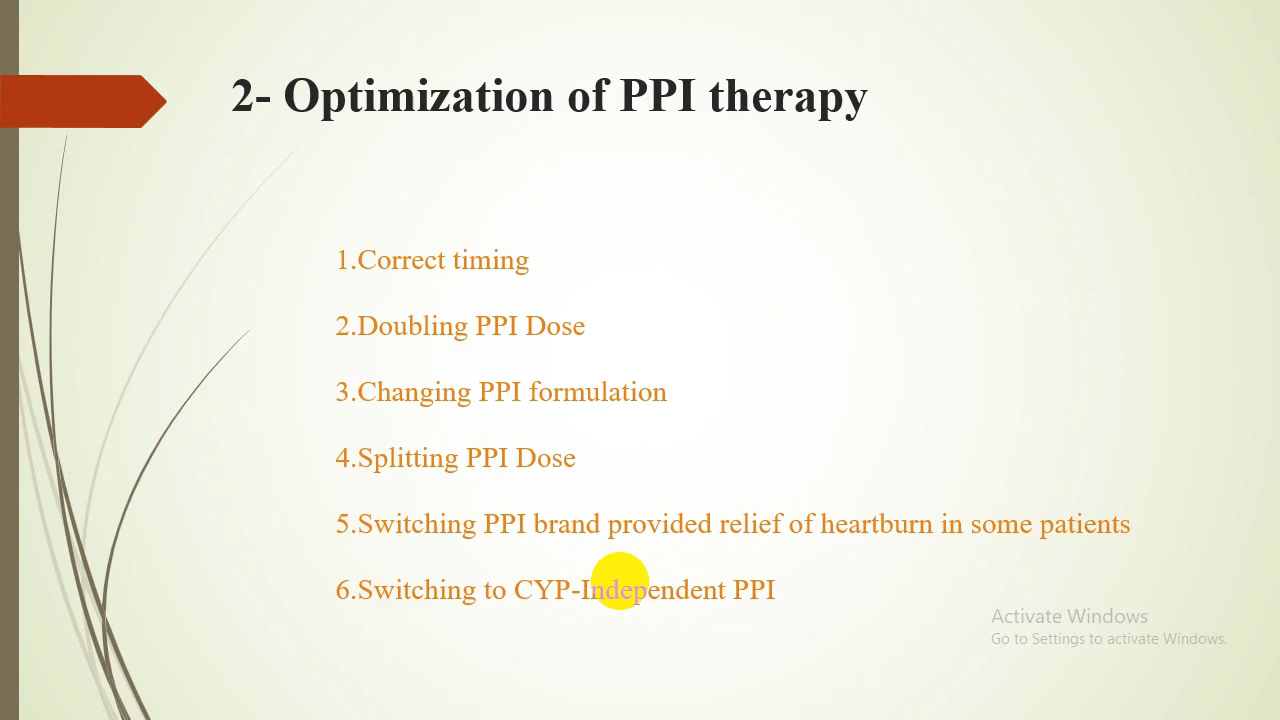 2- Optimization of PPI therapy
1.Correct timing
2.Doubling PPI Dose
3.Changing PPI formulation
4.Splitting PPI Dose
5.Switching PPI brand provided relief of heartburn in some patients
6.Switching to CYP-Independent PPI
Activate Windows
Go to Settings to activate Windows.